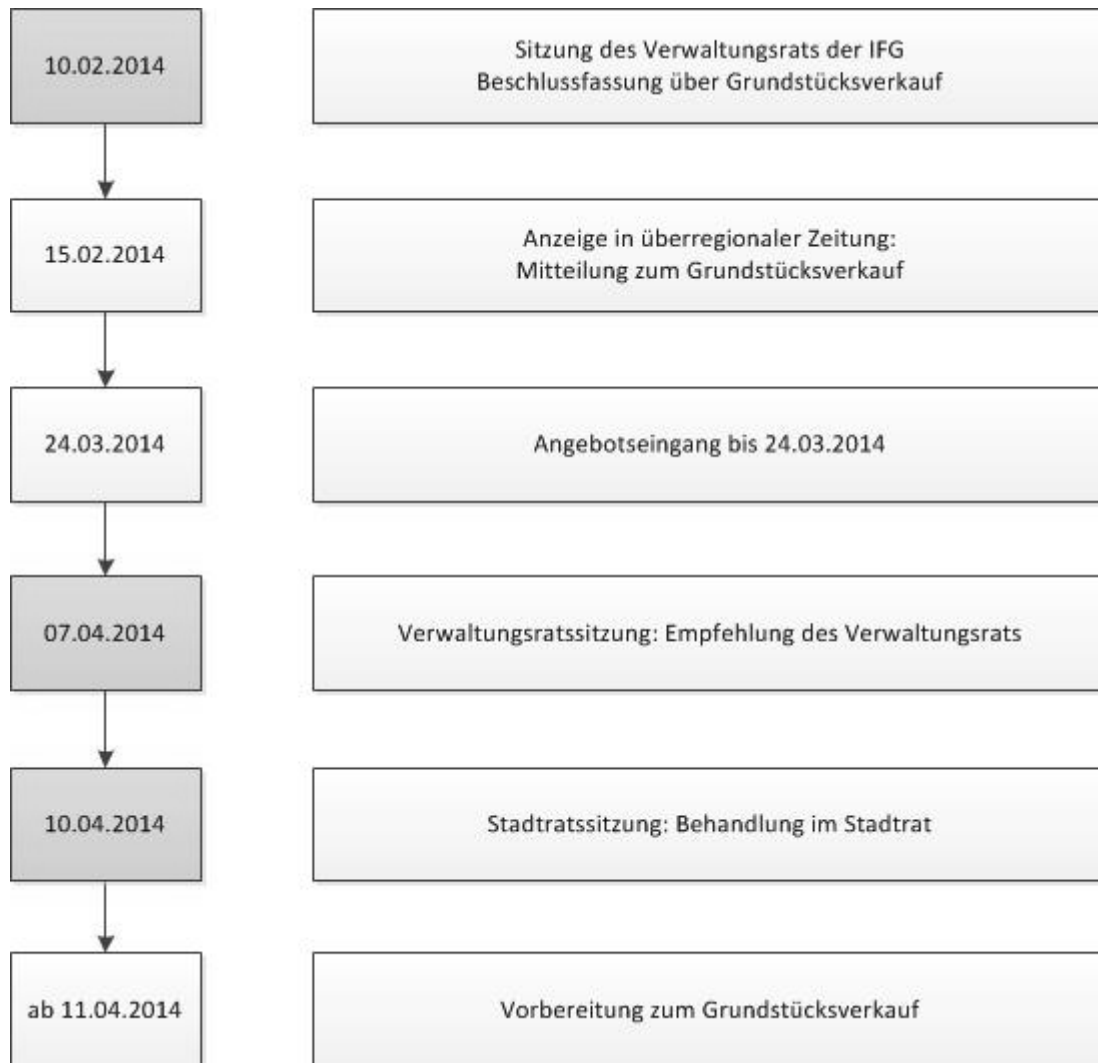 10.02.2014
Sitzung des Verwaltungsrats der IFG
Beschlussfassung über Grundstücksverkauf
15.02.2014
Anzeige in überregionaler Zeitung:
Mitteilung zum Grundstücksverkauf
24.03.2014
Angebotseingang bis 24.03.2014
07.04.2014
Verwaltungsratssitzung: Empfehlung des Verwaltungsrats
10.04.2014
Stadtratssitzung: Behandlung im Stadtrat
ab 11.04.2014
Vorbereitung zum Grundstücksverkauf